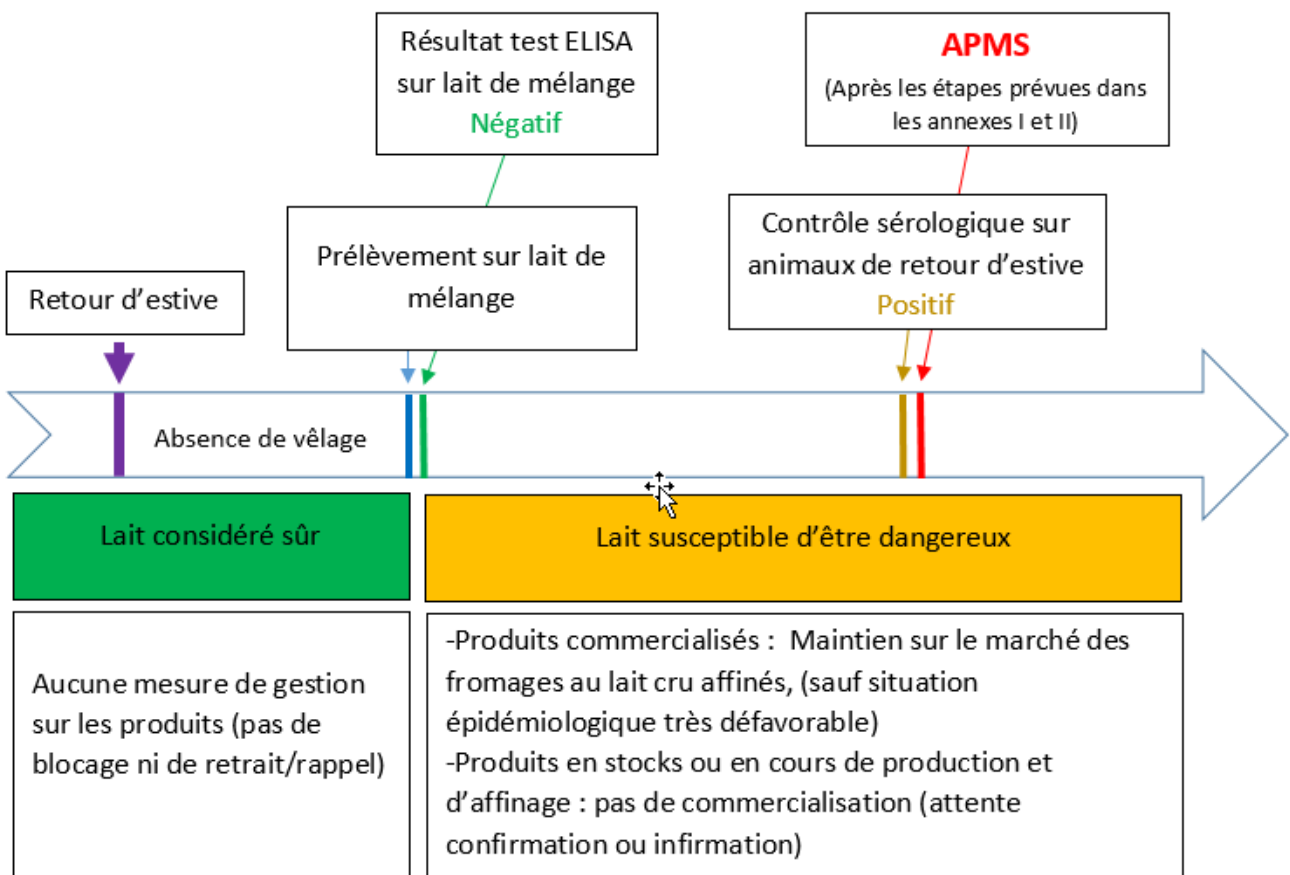 Résultat test ELISA
sur lait de mélange
Négatif
APMS
(Après les étapes prévues dans
les annexes I et II)
Retour d’estive
Prélèvement sur lait de
mélange
Contrôle sérologique sur
animaux de retour d’estive
Positif
Absence de vêlage
Lait considéré sûr
Lait susceptible d’être dangereux
Aucune mesure de gestion
sur les produits (pas de
blocage ni de retrait/rappel)
-Produits commercialisés : Maintien sur le marché des
fromages au lait cru affinés, (sauf situation
épidémiologique très défavorable)
-Produits en stocks ou en cours de production et
d’affinage : pas de commercialisation (attente
confirmation ou infirmation)